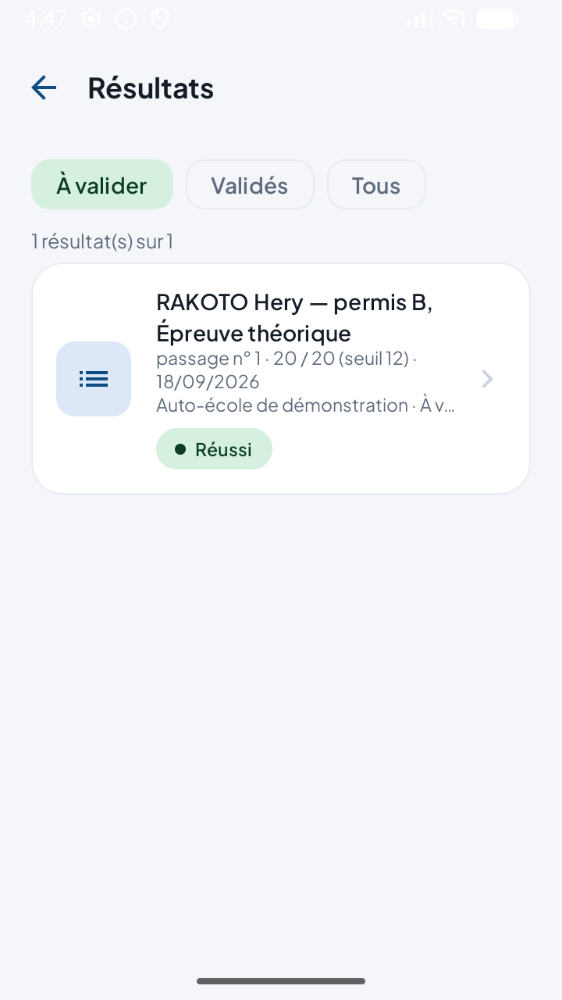 4:47
Résultats
À valider
Validés
Tous
1 résultat(s) sur 1
RAKOTO Hery — permis B,
Épreuve théorique
passage n° 1 · 20 / 20 (seuil 12) ·
18/09/2026
Auto-école de démonstration · À v...
Réussi